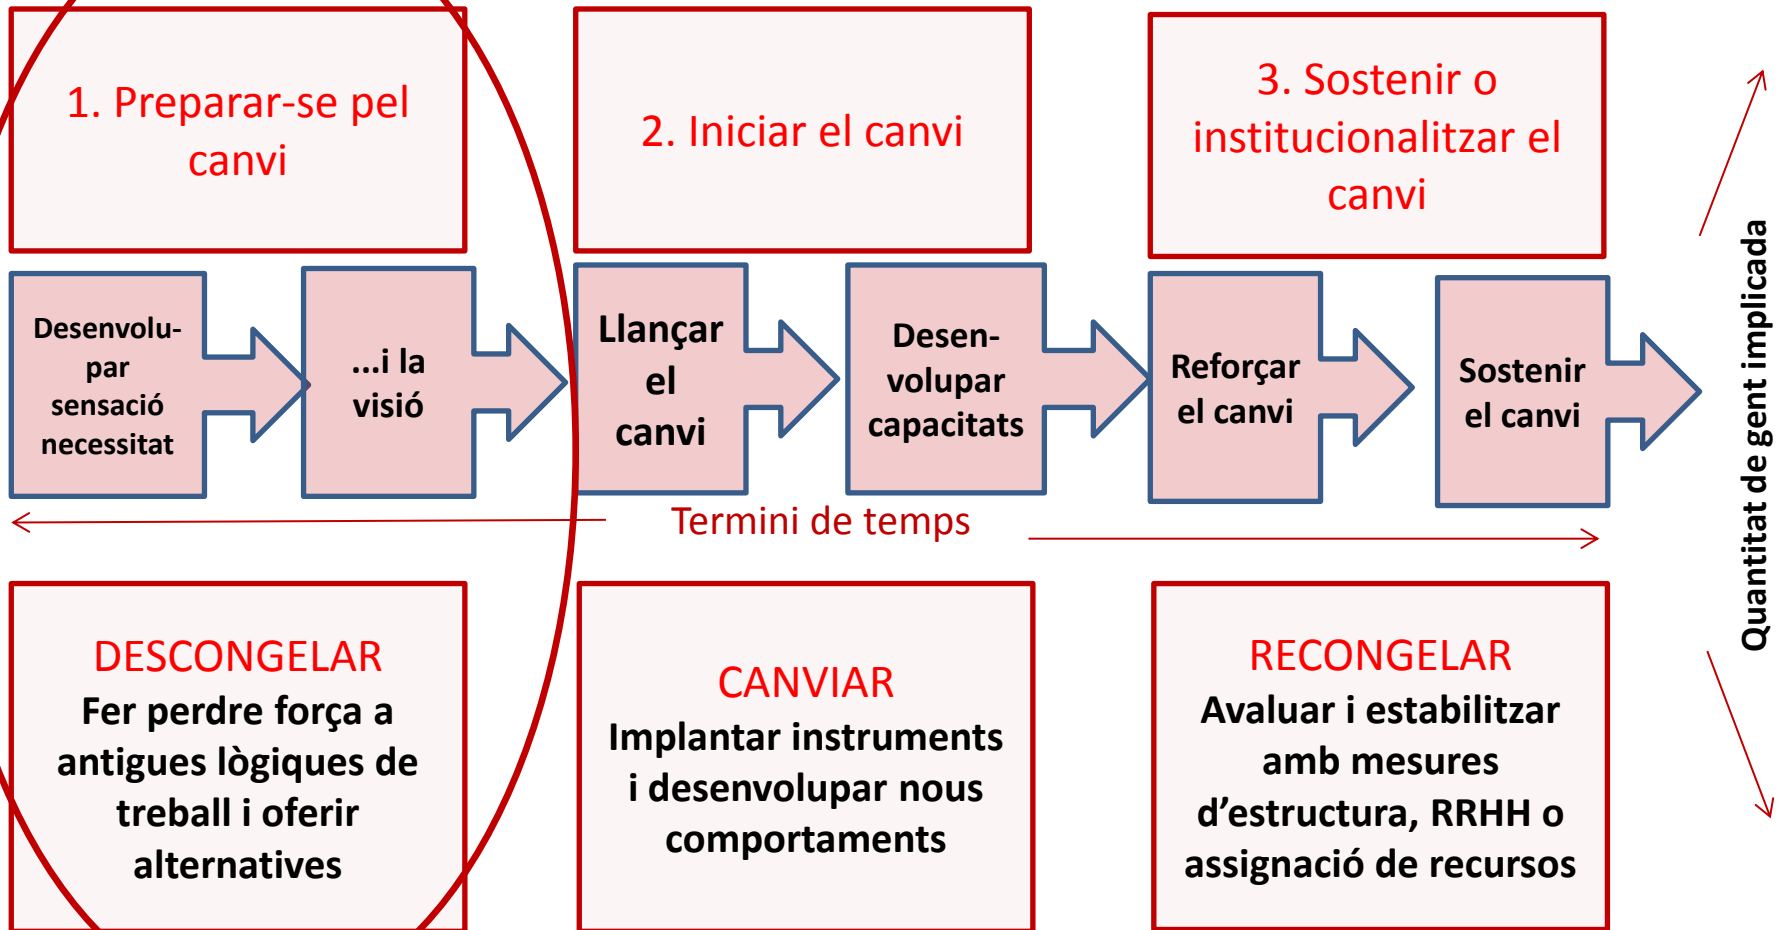 1. Preparar-se pel
canvi
2. Iniciar el canvi
3. Sostenir o
institucionalitzar el
canvi
Desenvolu-
par
sensació
necessitat
...i la
visió
Llançar
el
canvi
Desen-
volupar
capacitats
Reforçar
el canvi
Sostenir
el canvi
Quantitat de gent implicada
Termini de temps
DESCONGELAR
Fer perdre força a
antigues lògiques de
treball i oferir
alternatives
CANVIAR
Implantar instruments
i desenvolupar nous
comportaments
RECONGELAR
Avaluar i estabilitzar
amb mesures
d’estructura, RRHH o
assignació de recursos